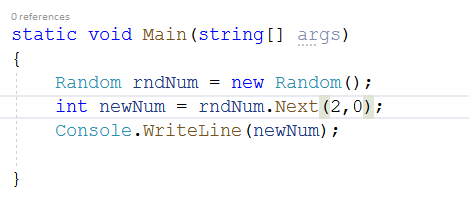 0 references
static void Main(string[] args)
{
Random rndNum = new Random();
int newNum = rndNum.Next(2,0);
Console.WriteLine(newNum);
}